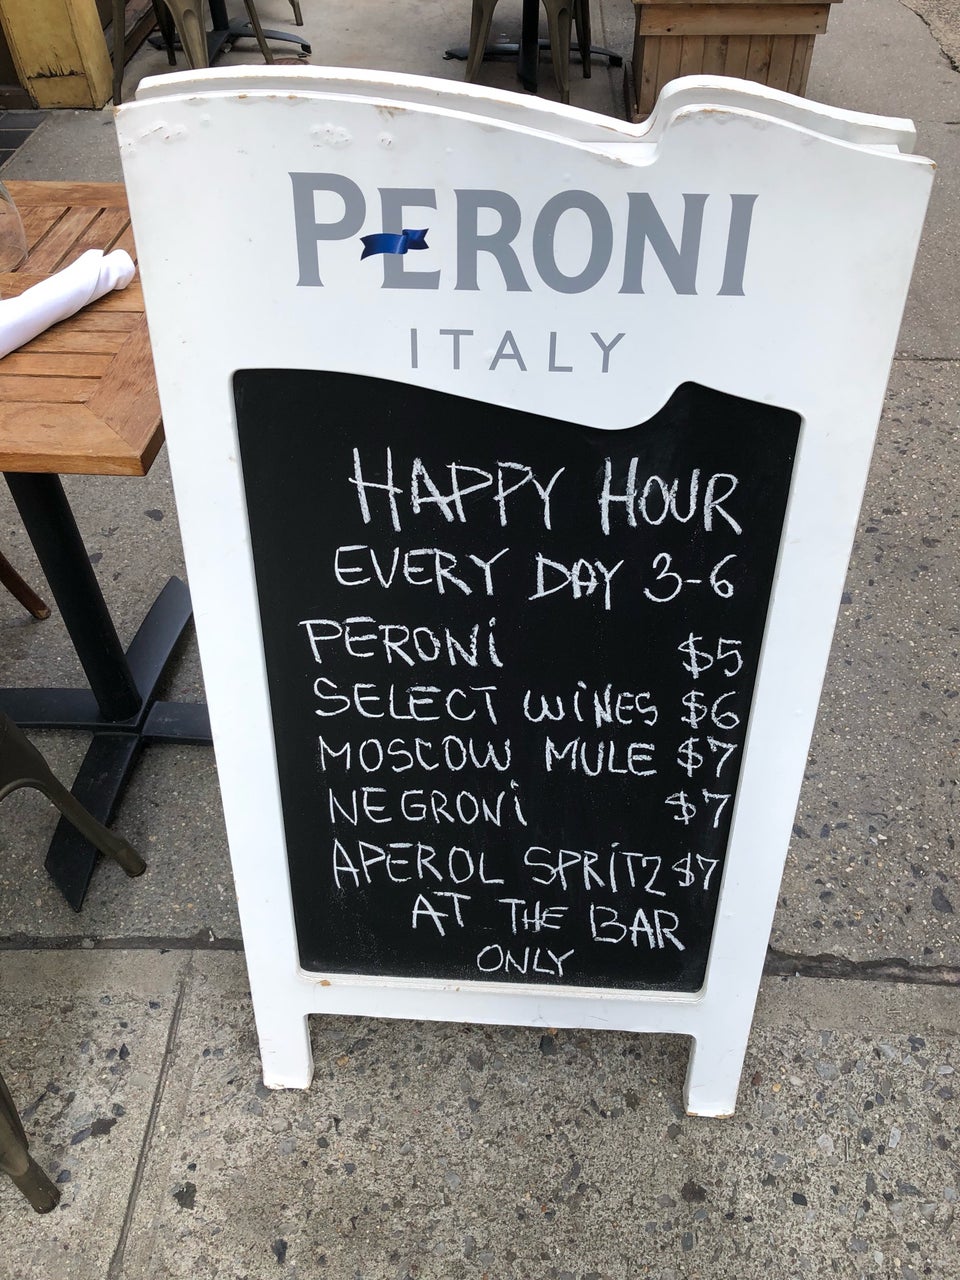 PERONI
ITALY
HAPPY HOUR
EVERY DAY 3-6
PERONi $5
SELECT WiNES $6
MOSCOW MULE $7
NEGRONi $7
APEROL SPRiTZ $7
AT THE BAR
ONLY